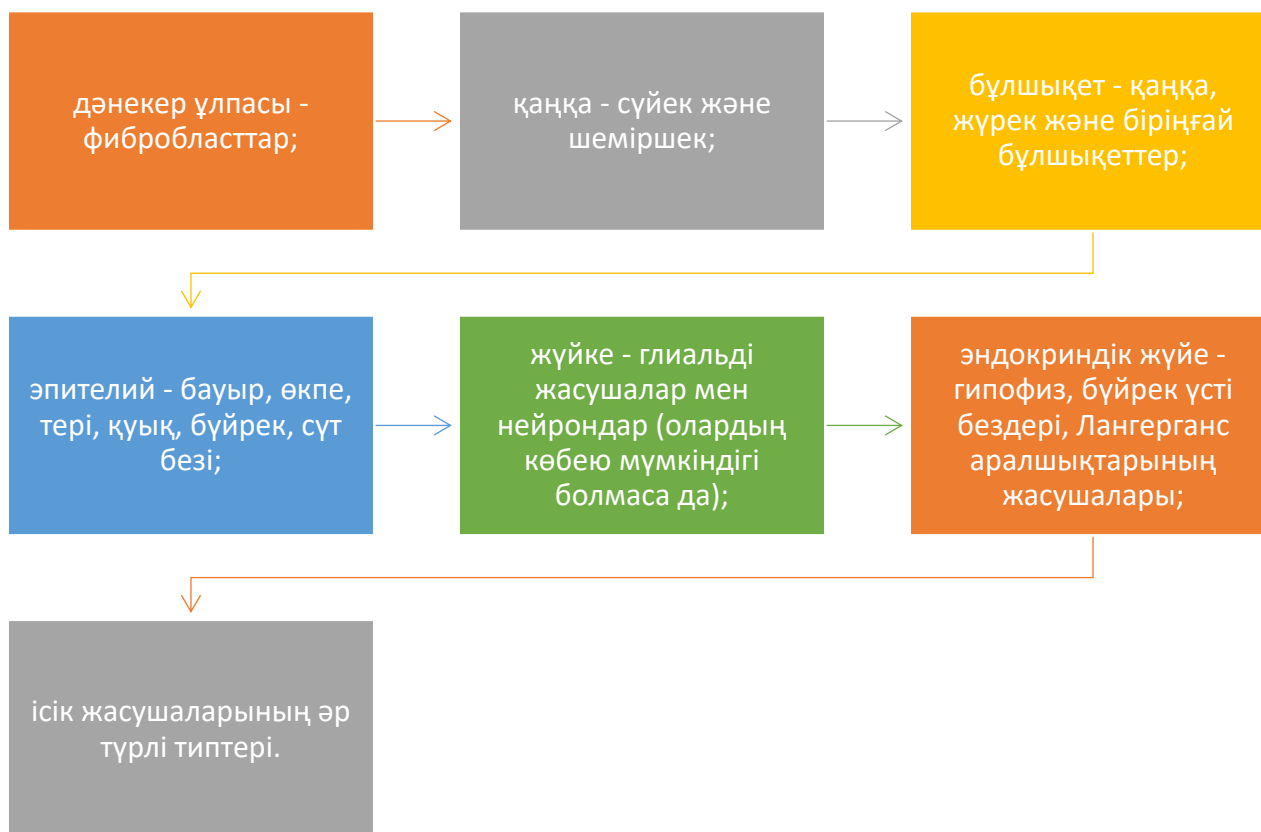 дәнекер ұлпасы -
фибробласттар;
қаңқа - сүйек және
шеміршек;
бұлшықет - қаңқа,
жүрек және біріңғай
бұлшықеттер;
эпителий - бауыр, өкпе,
тері, қуық, бүйрек, сүт
безі;
жүйке - глиальді
жасушалар мен
нейрондар (олардың
көбею мүмкіндігі
болмаса да);
эндокриндік жүйе -
гипофиз, бүйрек үсті
бездері, Лангерганс
аралшықтарының
жасушалары;
ісік жасушаларының әр
түрлі типтері.